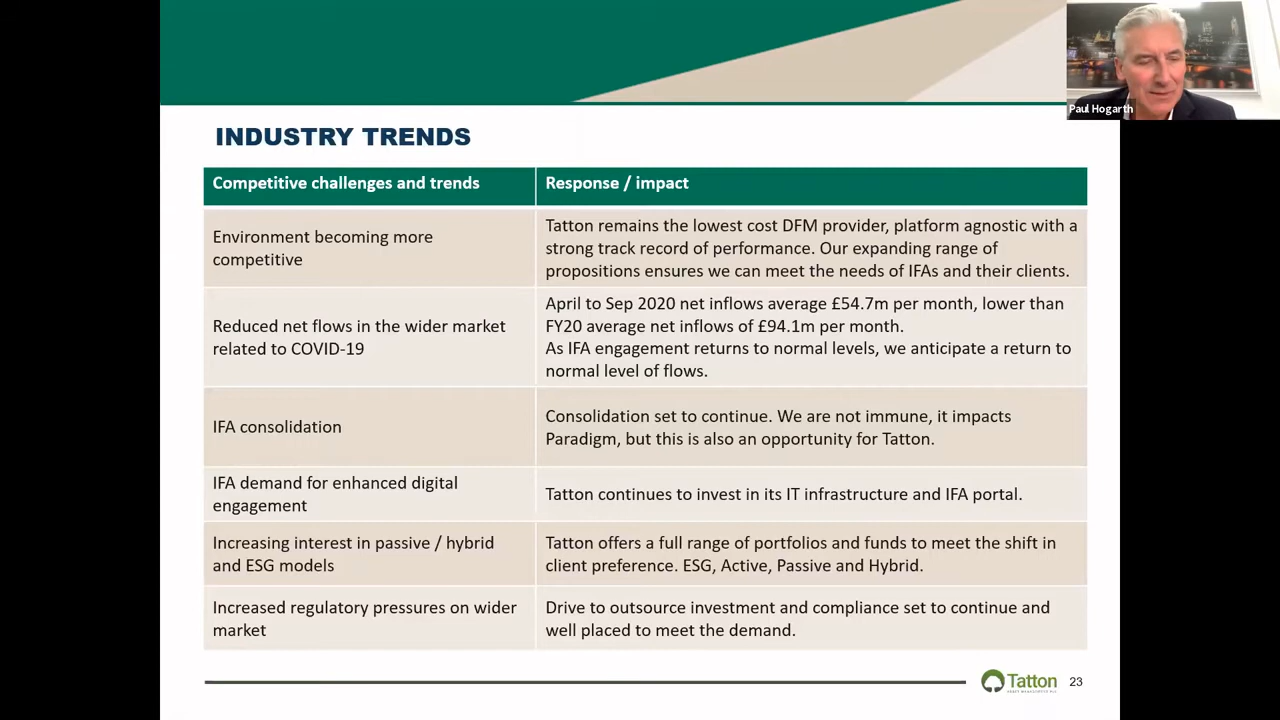 Paul Hogarth
INDUSTRY TRENDS
Competitive challenges and trends
Response / impact
Environment becoming more
competitive
Tatton remains the lowest cost DFM provider, platform agnostic with a
strong track record of performance. Our expanding range of
propositions ensures we can meet the needs of IFAs and their clients.
Reduced net flows in the wider market
related to COVID-19
April to Sep 2020 net inflows average £54.7m per month, lower than
FY20 average net inflows of £94.1m per month.
As IFA engagement returns to normal levels, we anticipate a return to
normal level of flows.
IFA consolidation
Consolidation set to continue. We are not immune, it impacts
Paradigm, but this is also an opportunity for Tatton.
IFA demand for enhanced digital
engagement
Tatton continues to invest in its IT infrastructure and IFA portal.
Increasing interest in passive / hybrid
and ESG models
Tatton offers a full range of portfolios and funds to meet the shift in
client preference. ESG, Active, Passive and Hybrid.
Increased regulatory pressures on wider
market
Drive to outsource investment and compliance set to continue and
well placed to meet the demand.
Tatton
ASSET MANAGEMENT PLC
23